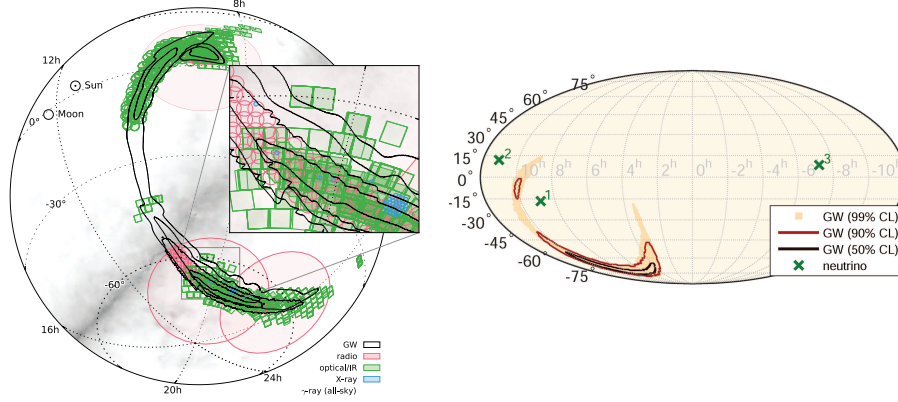 8h
12h
Sun
Moon
0°
-30°
-60°
16h
20h
24h
GW
radio
optical/IR
X-ray
γ-ray (all-sky)
75°
60°
45°
30°
15°
0°
-15°
-30
-45
-60°
-75°
10h
8h
6h
4h
2h
0h
-2h
-4h
-6h
-8h
-10h
2
3
1
GW (99% CL)
GW (90% CL)
GW (50% CL)
neutrino